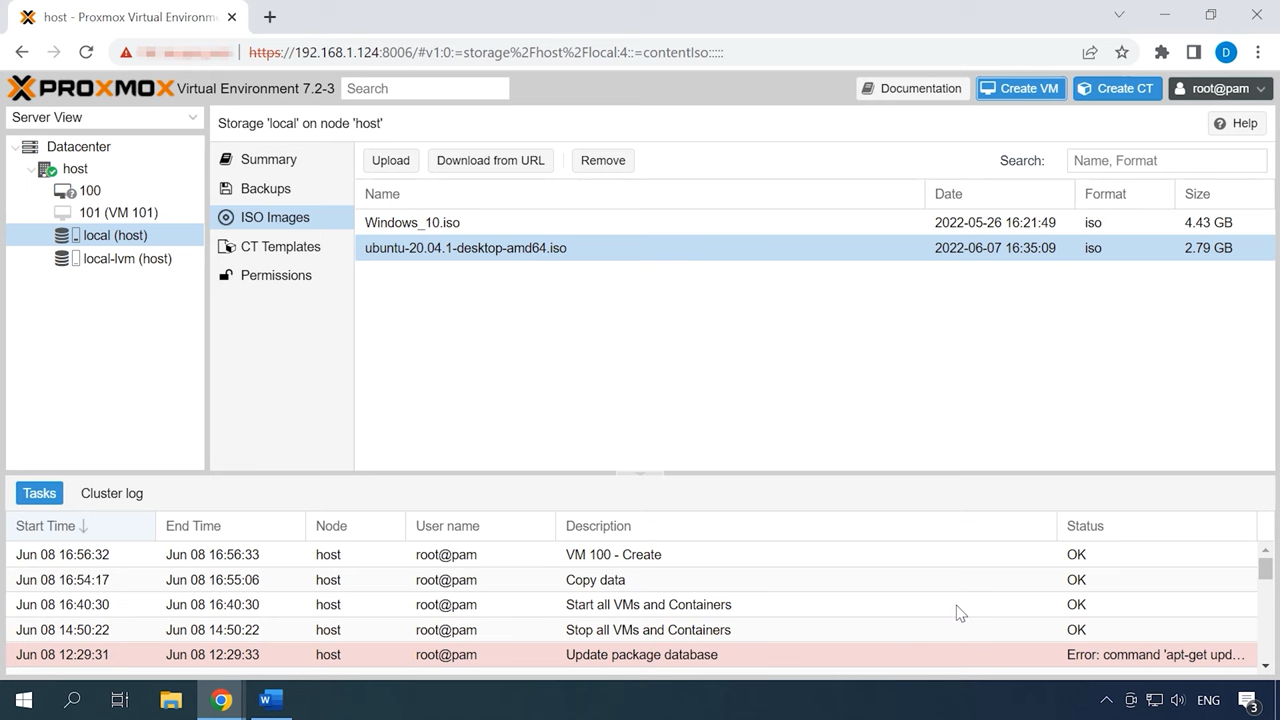 host - Proxmox Virtual Environm
https://192.168.1.124:8006/#v1:0:=storage%2Fhost%2Flocal:4::=contentIso:::::
D
PROXMOX Virtual Environment 7.2-3
Search
Documentation
Create VM
Create CT
root@pam
Server View
Datacenter
host
100
101 (VM 101)
local (host)
local-lvm (host)
Storage 'local' on node 'host'
Help
Summary
Backups
ISO Images
CT Templates
Permissions
Upload
Download from URL
Remove
Search:
Name, Format
Name
Date
Format
Size
Windows_10.iso
2022-05-26 16:21:49
iso
4.43 GB
ubuntu-20.04.1-desktop-amd64.iso
2022-06-07 16:35:09
iso
2.79 GB
Tasks
Cluster log
Start Time
End Time
Node
User name
Description
Status
Jun 08 16:56:32
Jun 08 16:56:33
host
root@pam
VM 100 - Create
OK
Jun 08 16:54:17
Jun 08 16:55:06
host
root@pam
Copy data
OK
Jun 08 16:40:30
Jun 08 16:40:30
host
root@pam
Start all VMs and Containers
OK
Jun 08 14:50:22
Jun 08 14:50:22
host
root@pam
Stop all VMs and Containers
OK
Jun 08 12:29:31
Jun 08 12:29:33
host
root@pam
Update package database
Error: command 'apt-get upd...
W
ENG
3